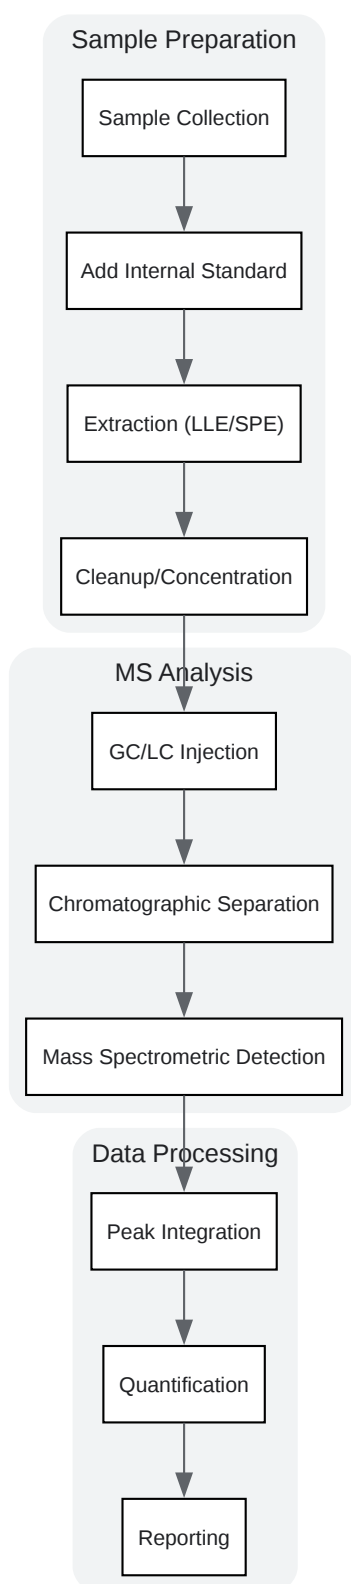 Sample Preparation
Sample Collection
Add Internal Standard
Extraction (LLE/SPE)
Cleanup/Concentration
MS Analysis
GC/LC Injection
Chromatographic Separation
Mass Spectrometric Detection
Data Processing
Peak Integration
Quantification
Reporting